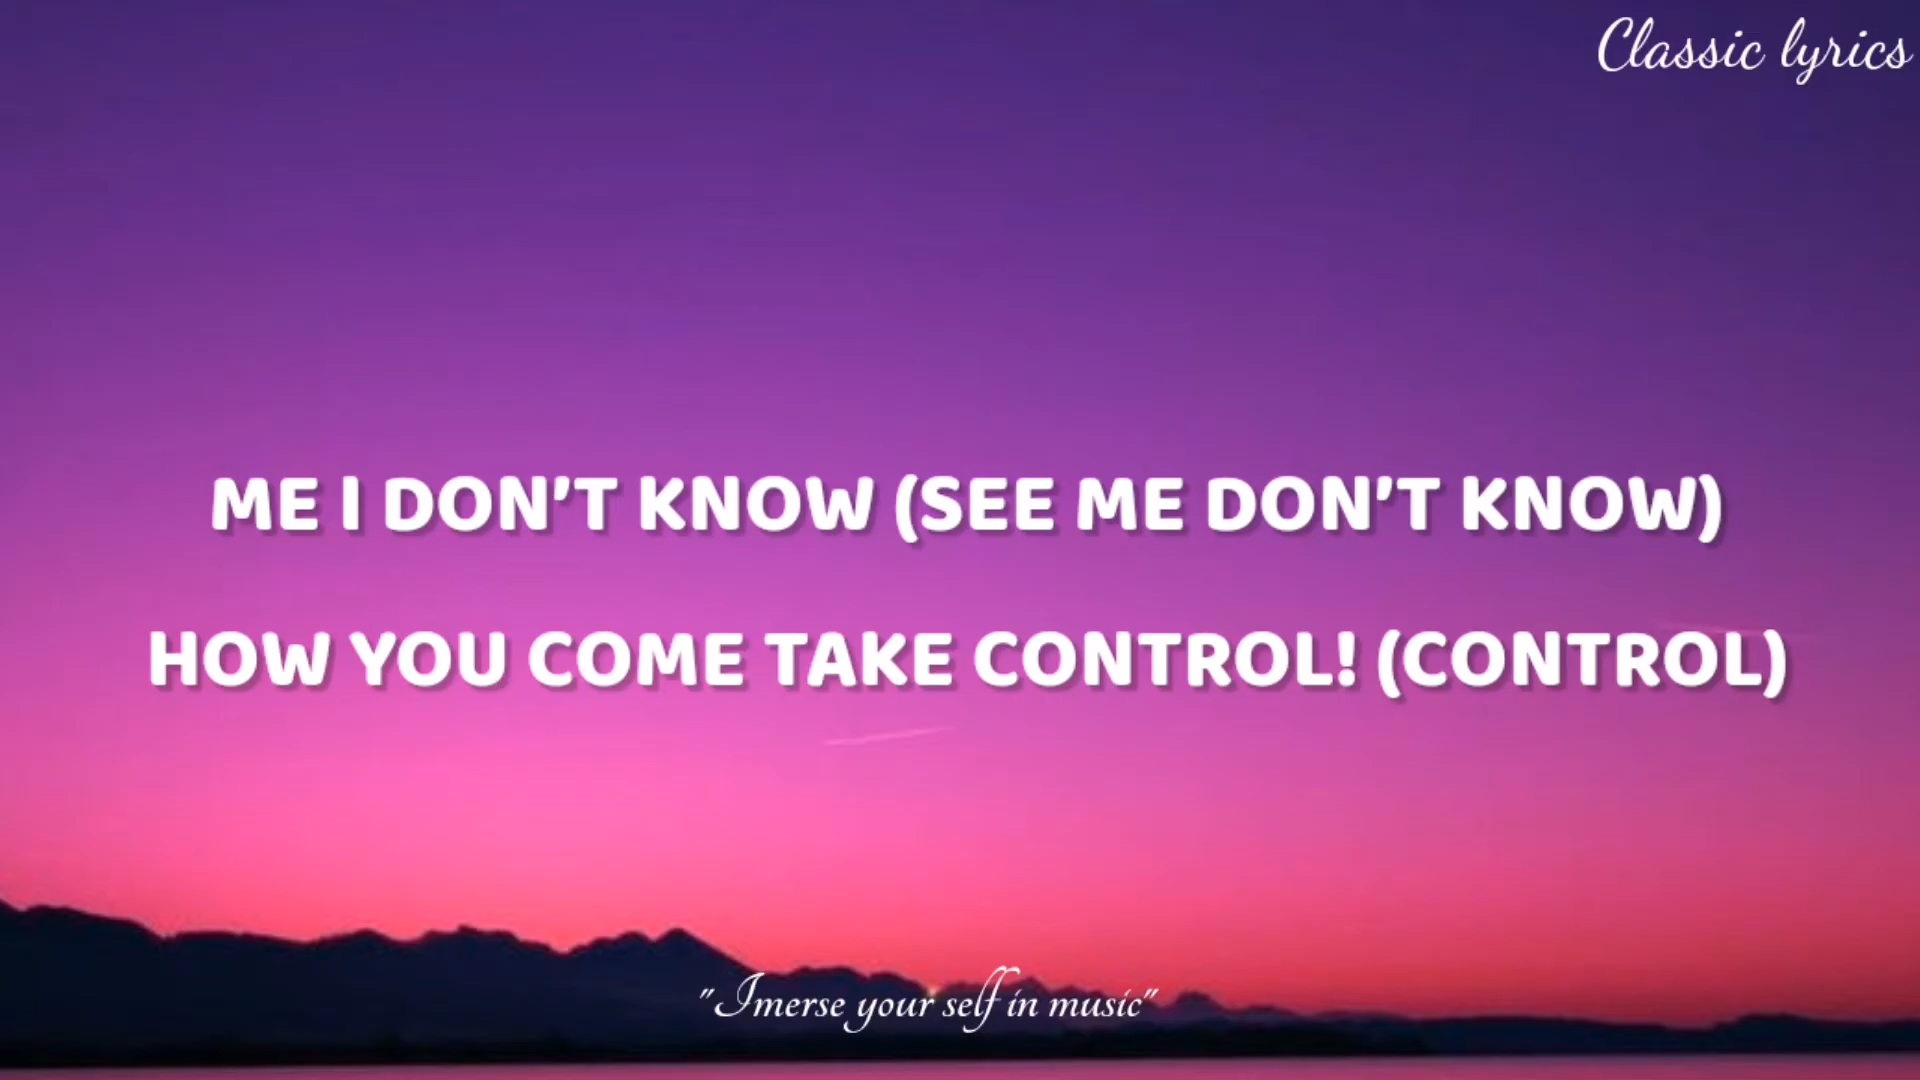 Classic lyrics
ME I DON'T KNOW (SEE ME DON'T KNOW)
HOW YOU COME TAKE CONTROL! (CONTROL)
"Imerse your self in music"